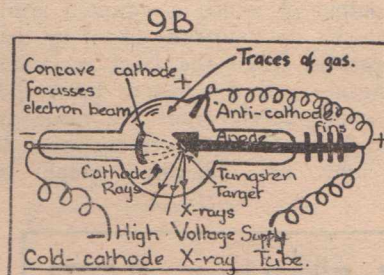 9B
Traces of gas.
Concave cathode
focusses
electron beam
+
Anti-cathode
Anode
fins
-
+
Cathode
Rays
Tungsten
Target
X-rays
- High Voltage Supply
Cold-cathode X-ray Tube.